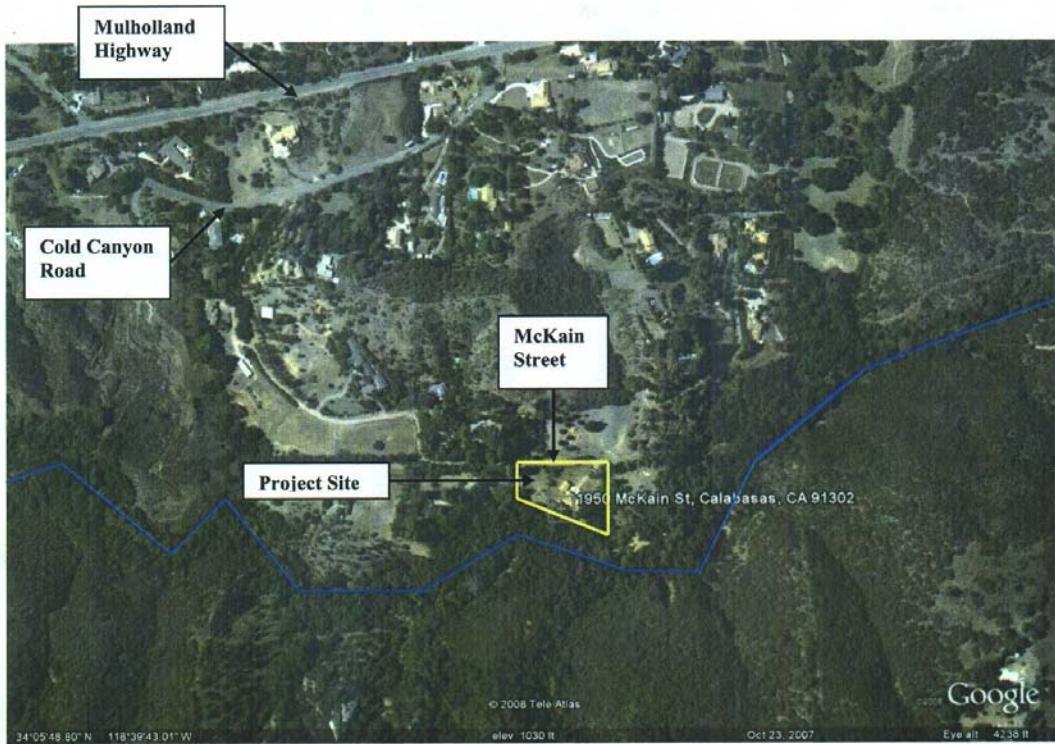 Mulholland
Highway
Cold Canyon
Road
McKain
Street
Project Site
1950 McKain St, Calabasas, CA 91302
© 2008 Tele Atlas
Google
34°05'48.80" N 118°39'43.01" W
elev 1030 ft
Oct 23, 2007
Eye alt 4238 ft